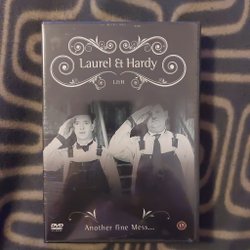 Laurel & Hardy
Another fine Mess...
DVD